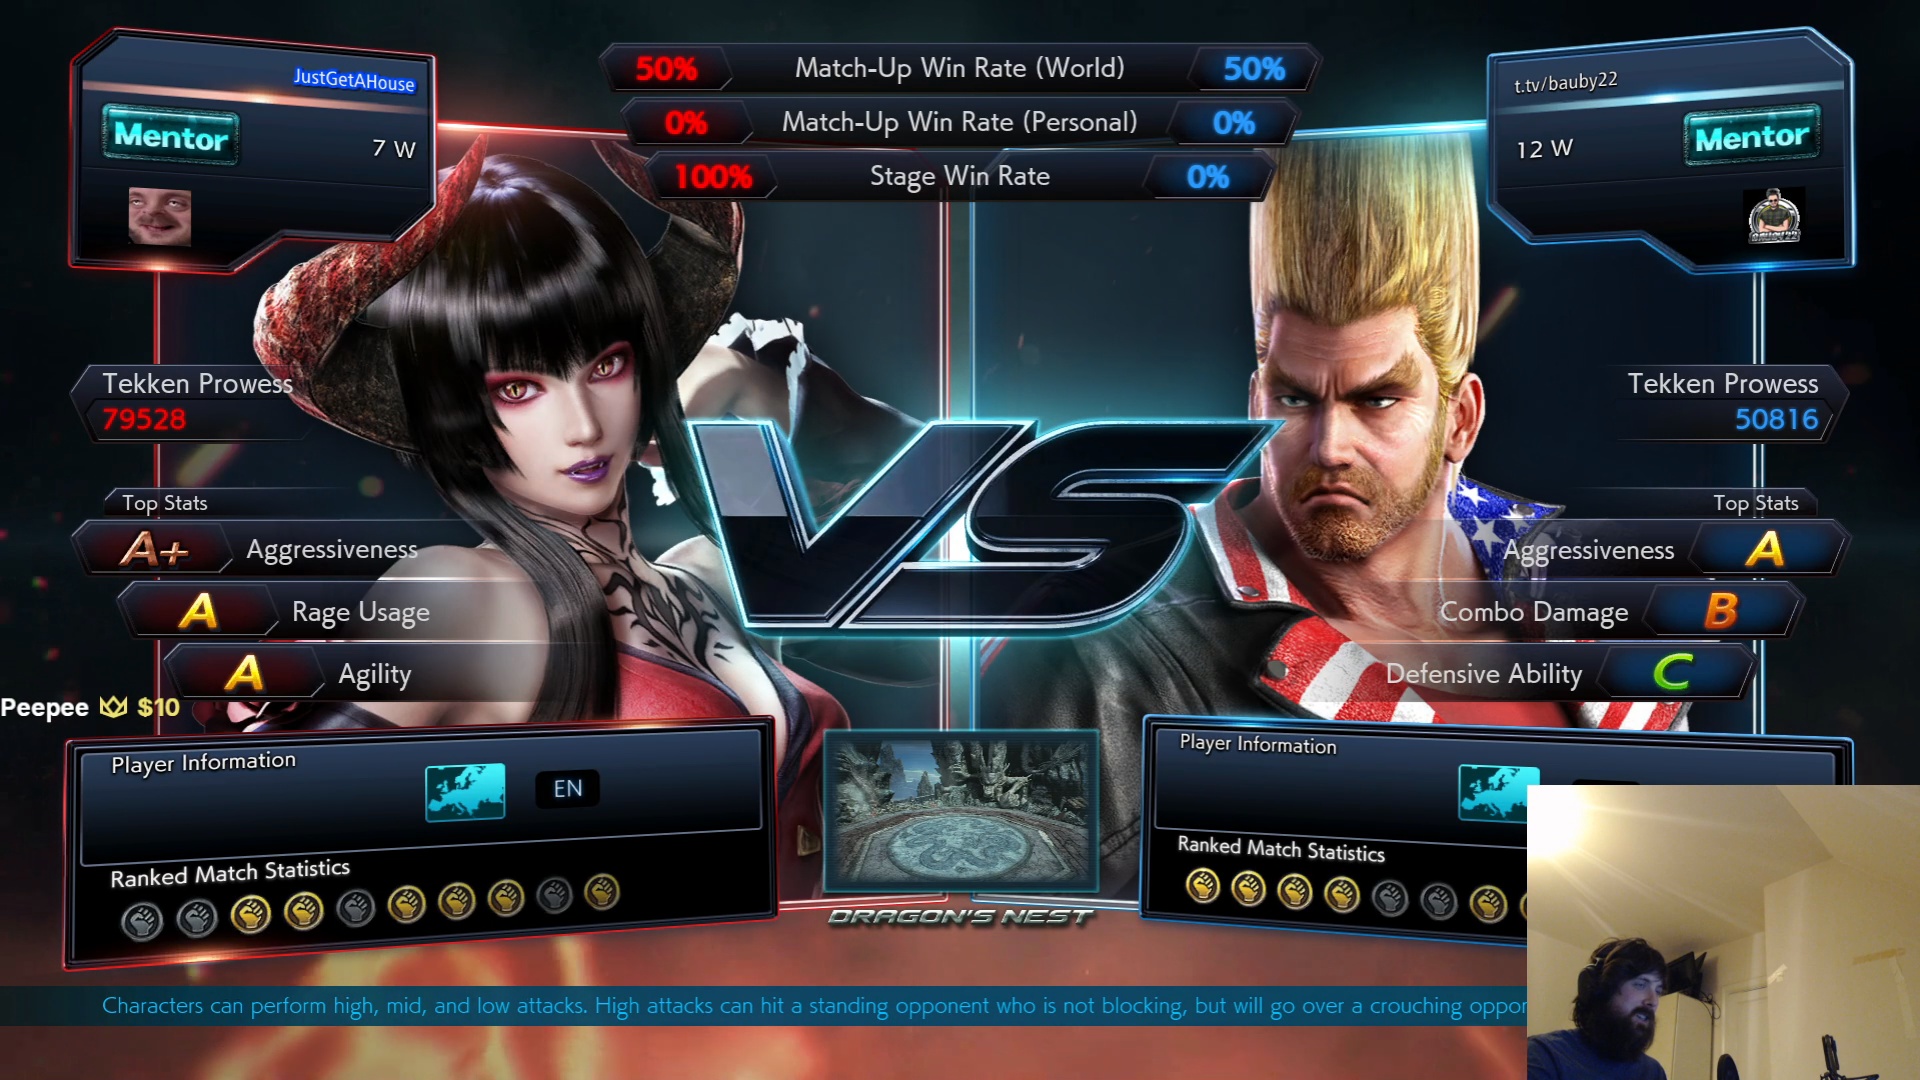 JustGetAHouse
Mentor
7 W
50% Match-Up Win Rate (World) 50%
0% Match-Up Win Rate (Personal) 0%
100% Stage Win Rate 0%
t.tv/bauby22
12 W
Mentor
BAUBY22
Tekken Prowess
79528
Tekken Prowess
50816
VS
Top Stats
A+ Aggressiveness
A Rage Usage
A Agility
Top Stats
Aggressiveness A
Combo Damage B
Defensive Ability C
Peepee $10
Player Information
EN
Ranked Match Statistics
Player Information
Ranked Match Statistics
DRAGON'S NEST
Characters can perform high, mid, and low attacks. High attacks can hit a standing opponent who is not blocking, but will go over a crouching oppor